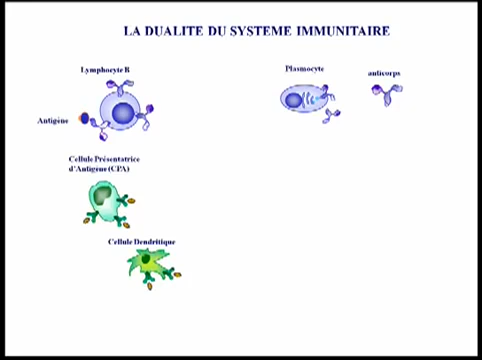 LA DUALITE DU SYSTEME IMMUNITAIRE
Lymphocyte B
Plasmocyte
anticorps
Antigène
Cellule Présentatrice
d'Antigène (CPA)
Cellule Dendritique